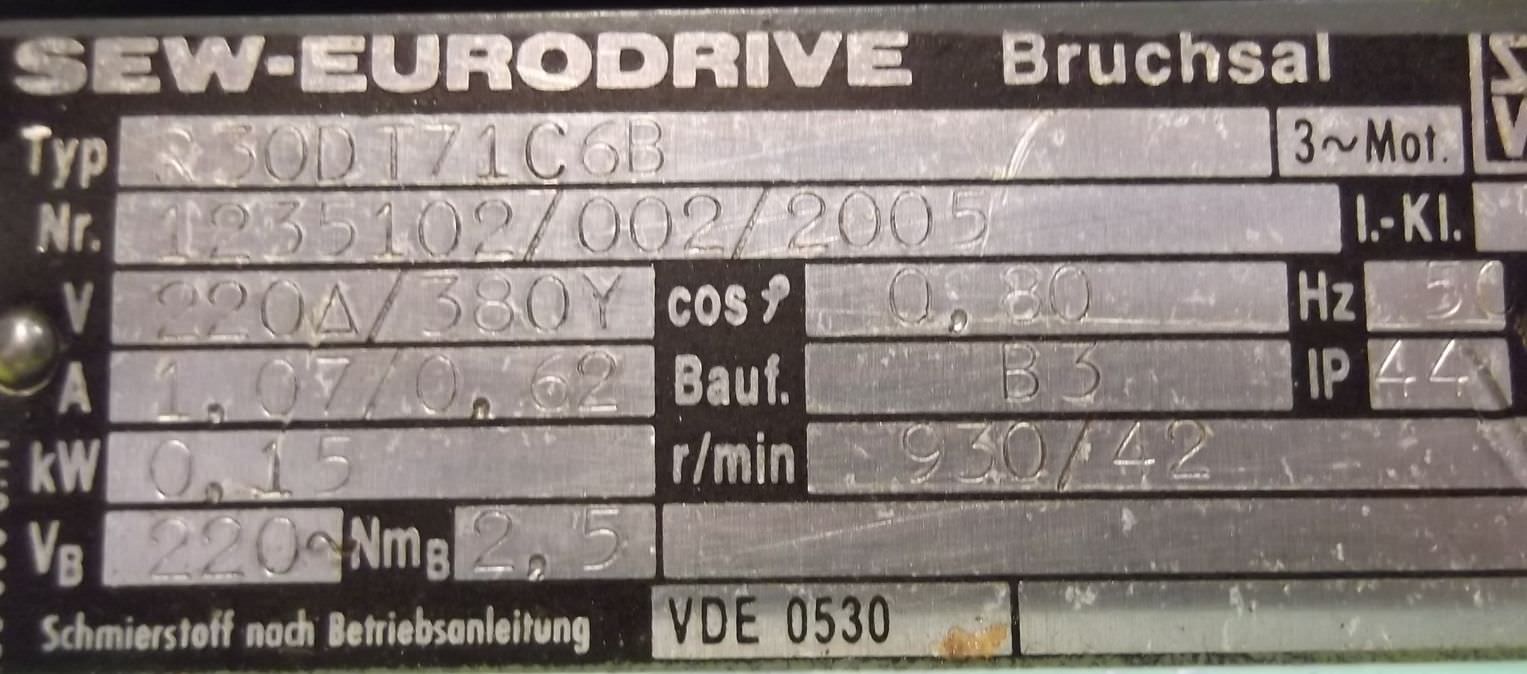 SEW-EURODRIVE Bruchsal
Typ R30DT71C6B 3~Mot.
Nr. 1235102/002/2005 I.-Kl.
V 220Δ/380Y cos φ 0,80 Hz 50
A 1,07/0,62 Bauf. B3 IP 44
kW 0,15 r/min 930/42
VB 220~ NmB 2,5
Schmierstoff nach Betriebsanleitung VDE 0530